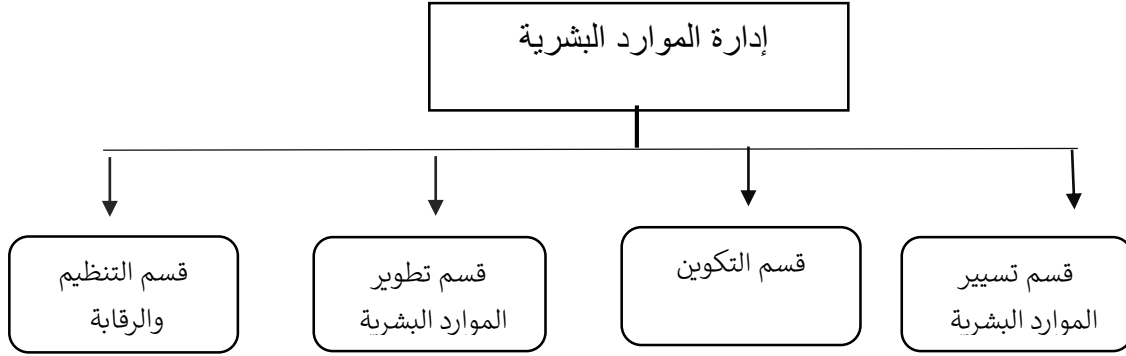 إدارة الموارد البشرية
قسم تسيير
الموارد البشرية
قسم التكوين
قسم تطوير
الموارد البشرية
قسم التنظيم
والرقابة